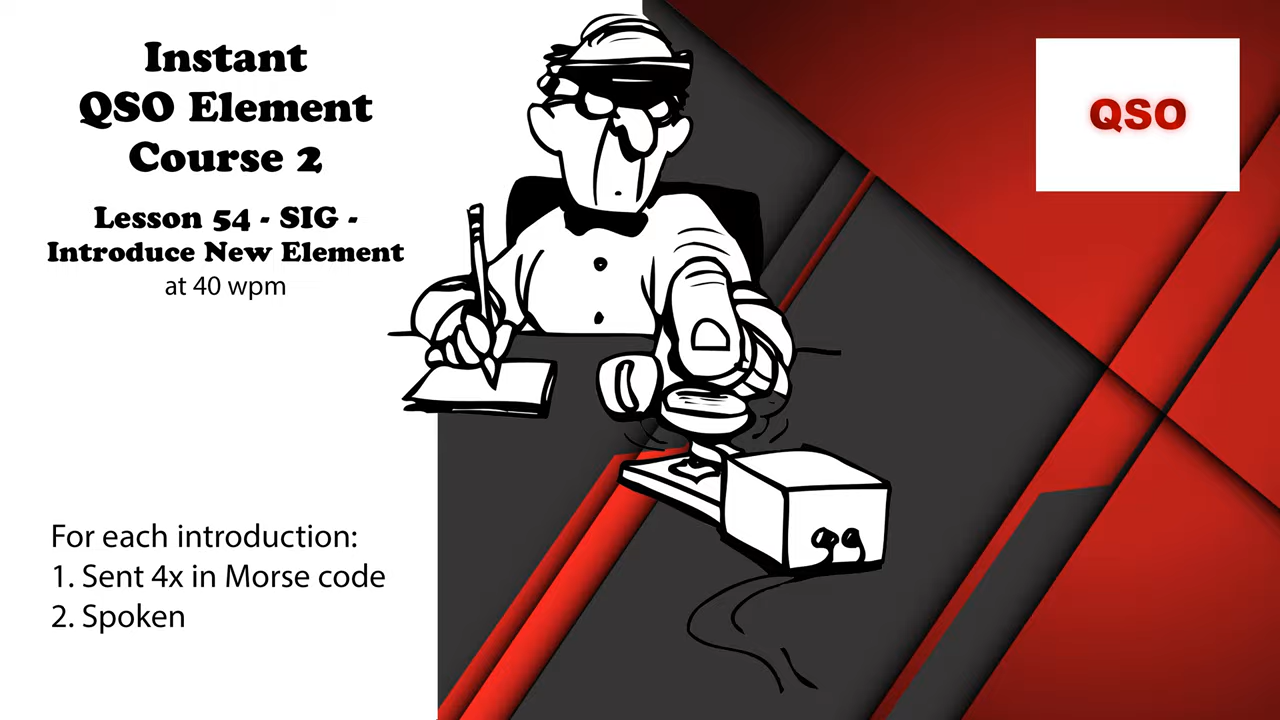 Instant
QSO Element
Course 2
Lesson 54 - SIG -
Introduce New Element
at 40 wpm
QSO
For each introduction:
1. Sent 4x in Morse code
2. Spoken